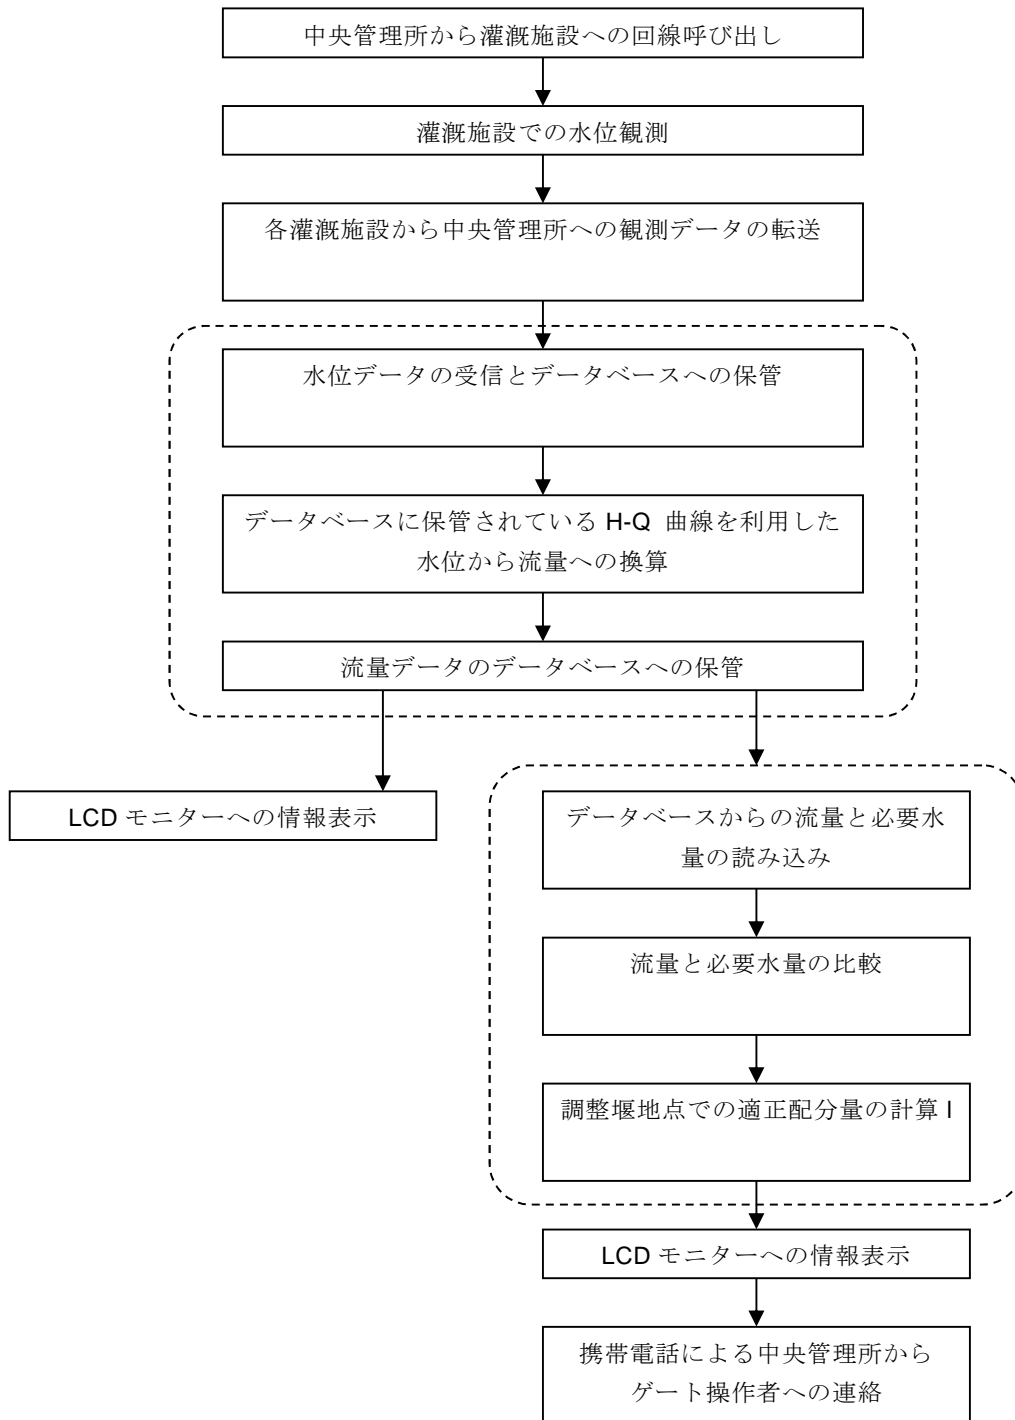 中央管理所から灌漑施設への回線呼び出し
灌漑施設での水位観測
各灌漑施設から中央管理所への観測データの転送
水位データの受信とデータベースへの保管
データベースに保管されている H-Q 曲線を利用した
水位から流量への換算
流量データのデータベースへの保管
LCD モニターへの情報表示
データベースからの流量と必要水
量の読み込み
流量と必要水量の比較
調整堰地点での適正配分量の計算 I
LCD モニターへの情報表示
携帯電話による中央管理所から
ゲート操作者への連絡